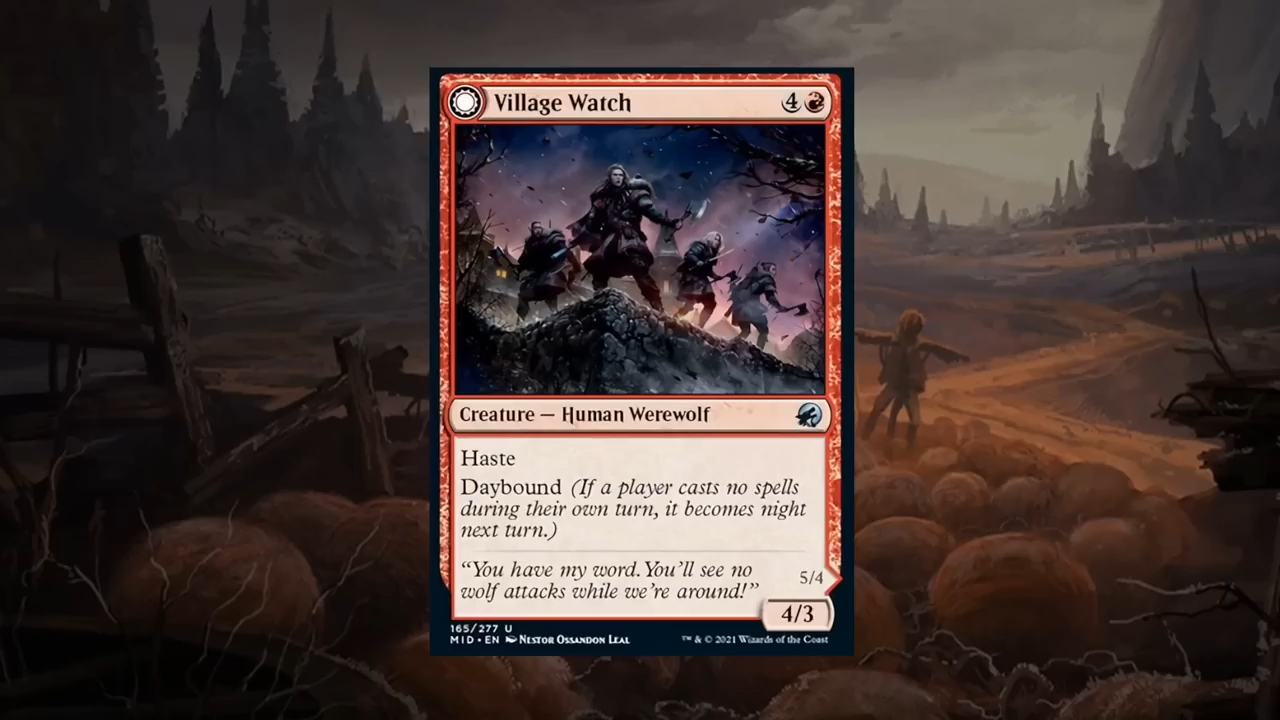 Village Watch 4
Creature — Human Werewolf
Haste
Daybound (If a player casts no spells
during their own turn, it becomes night
next turn.)
“You have my word. You’ll see no
wolf attacks while we’re around!”
5/4
4/3
165/277 U
MID • EN Nestor Ossandon Leal
™ & © 2021 Wizards of the Coast